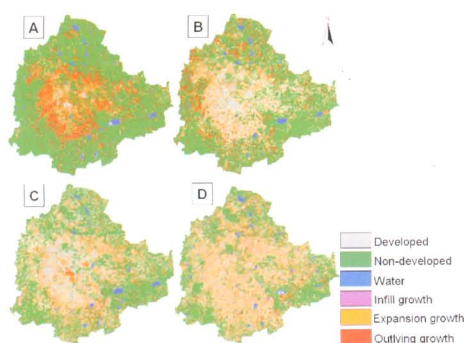 A
B
C
D
Developed
Non-developed
Water
Infill growth
Expansion growth
Outlying growth